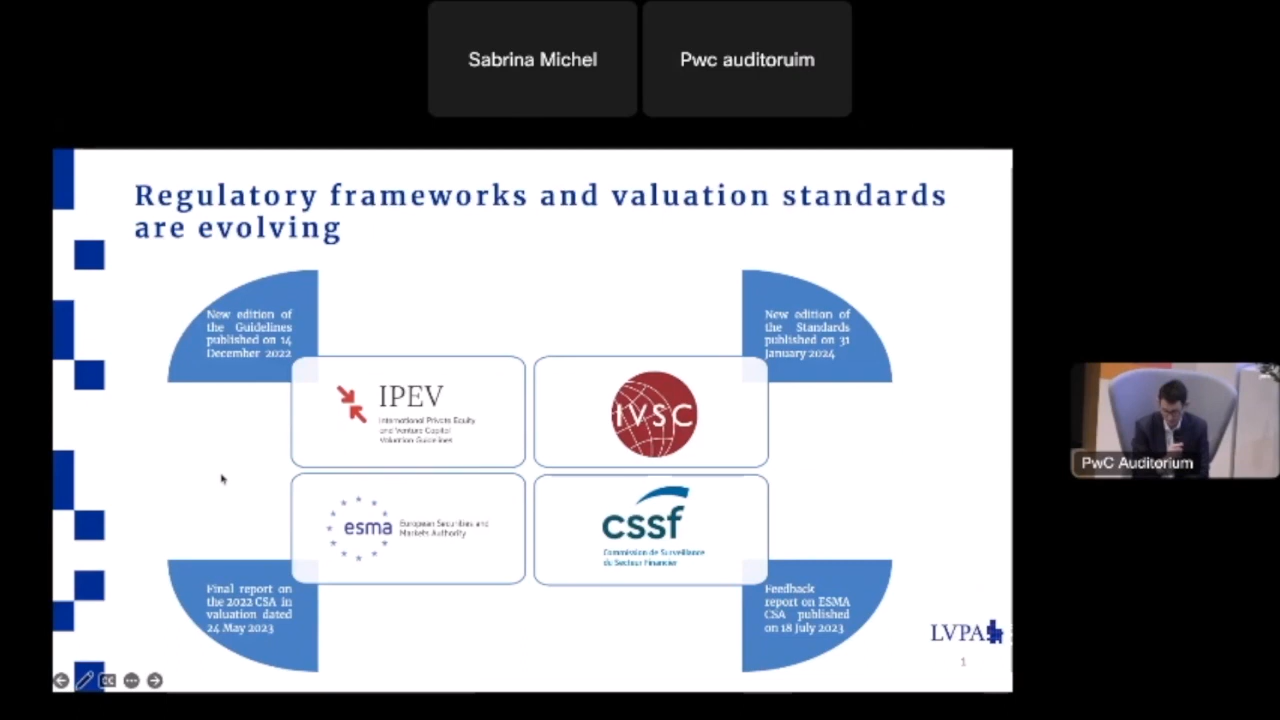 Sabrina Michel
Pwc auditoruim
Regulatory frameworks and valuation standards
are evolving
New edition of
the Guidelines
published on 14
December 2022
New edition of
the Standards
published on 31
January 2024
IPEV
International Private Equity
and Venture Capital
Valuation Guidelines
IVSC
PwC Auditorium
esma
European Securities and
Markets Authority
cssf
Commission de Surveillance
du Secteur Financier
Final report on
the 2022 CSA in
valuation dated
24 May 2023
Feedback
report on ESMA
CSA published
on 18 July 2023
LVPA
1
CC